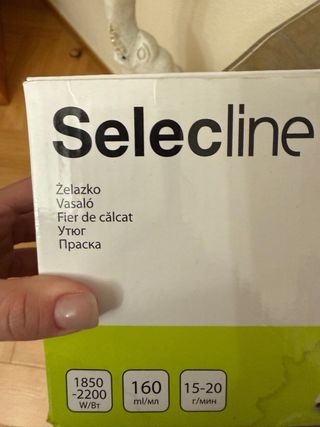 Selecline
Żelazko
Vasaló
Fier de călcat
Утюг
Праска
1850
-2200
W/Вт
160
ml/мл
15-20
г/мин